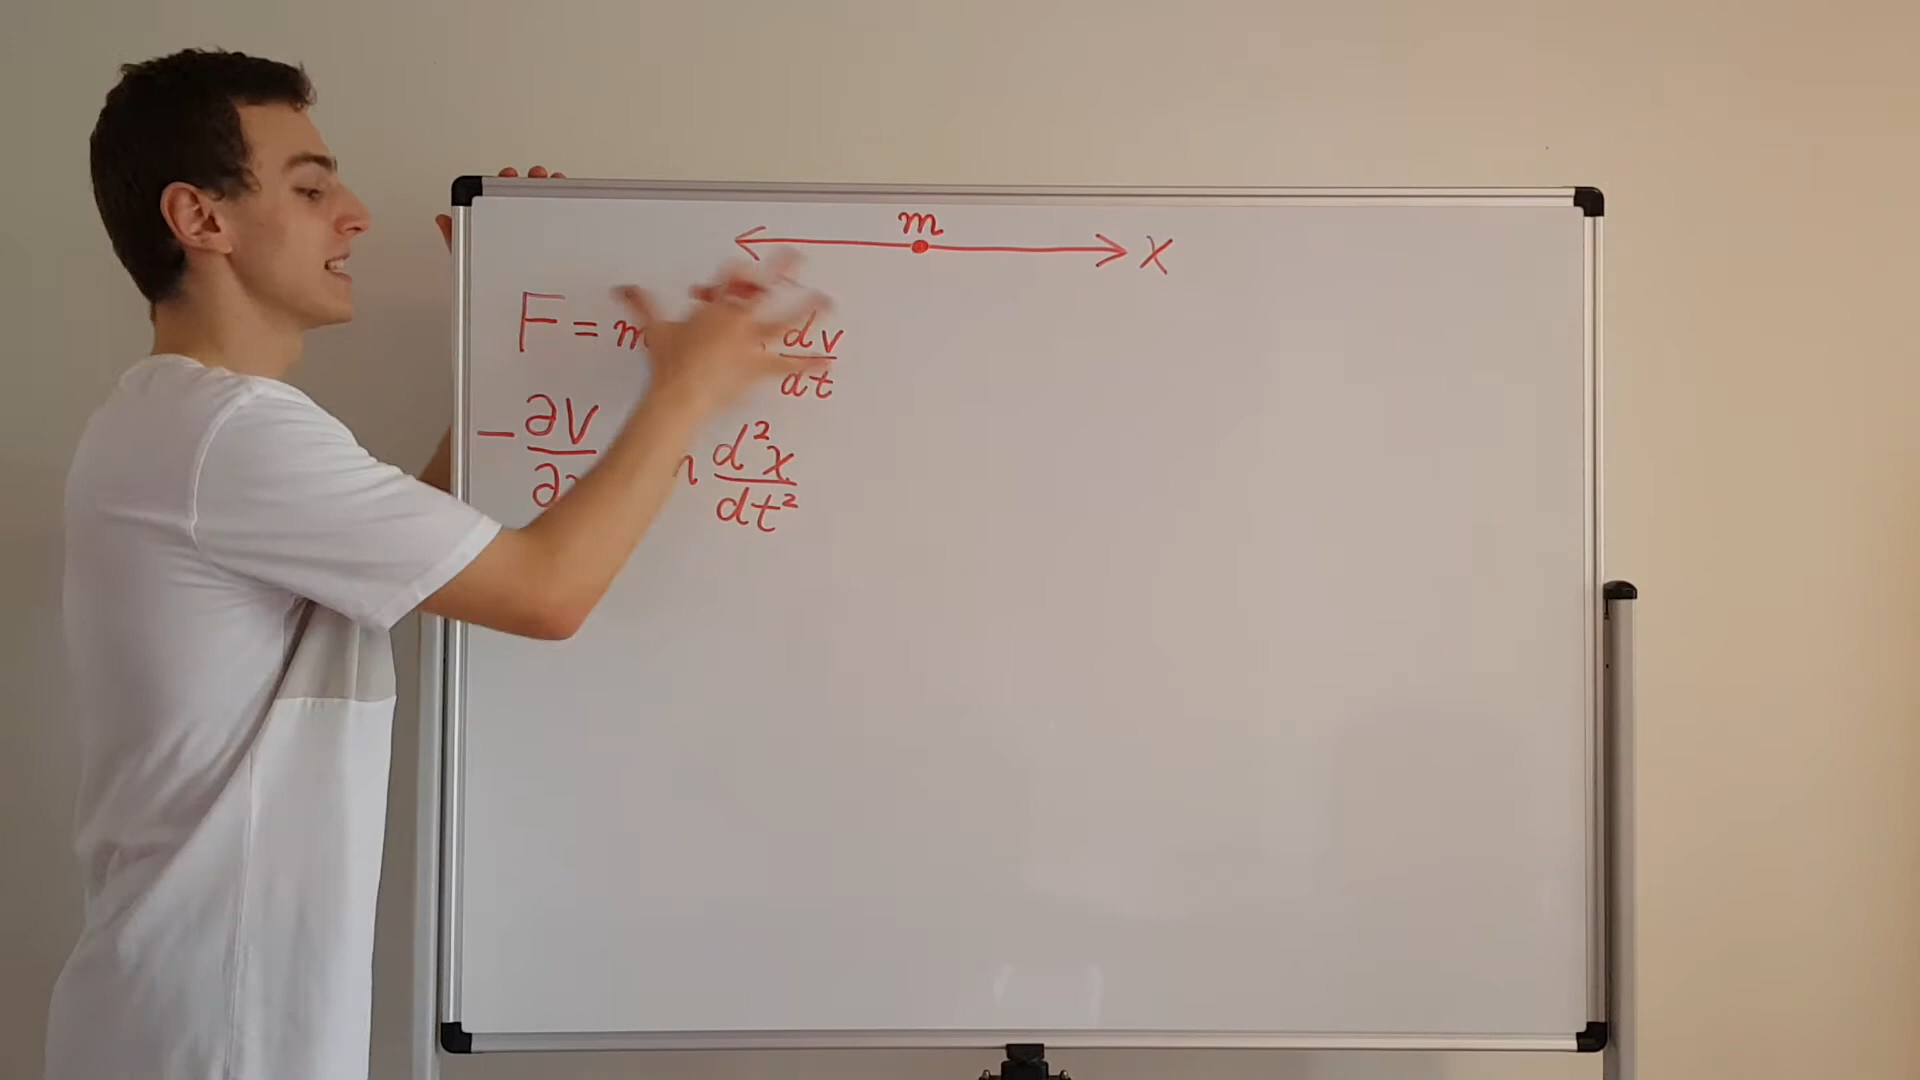 m
x
F = m dv/dt
- ∂V/∂ d²x/dt²